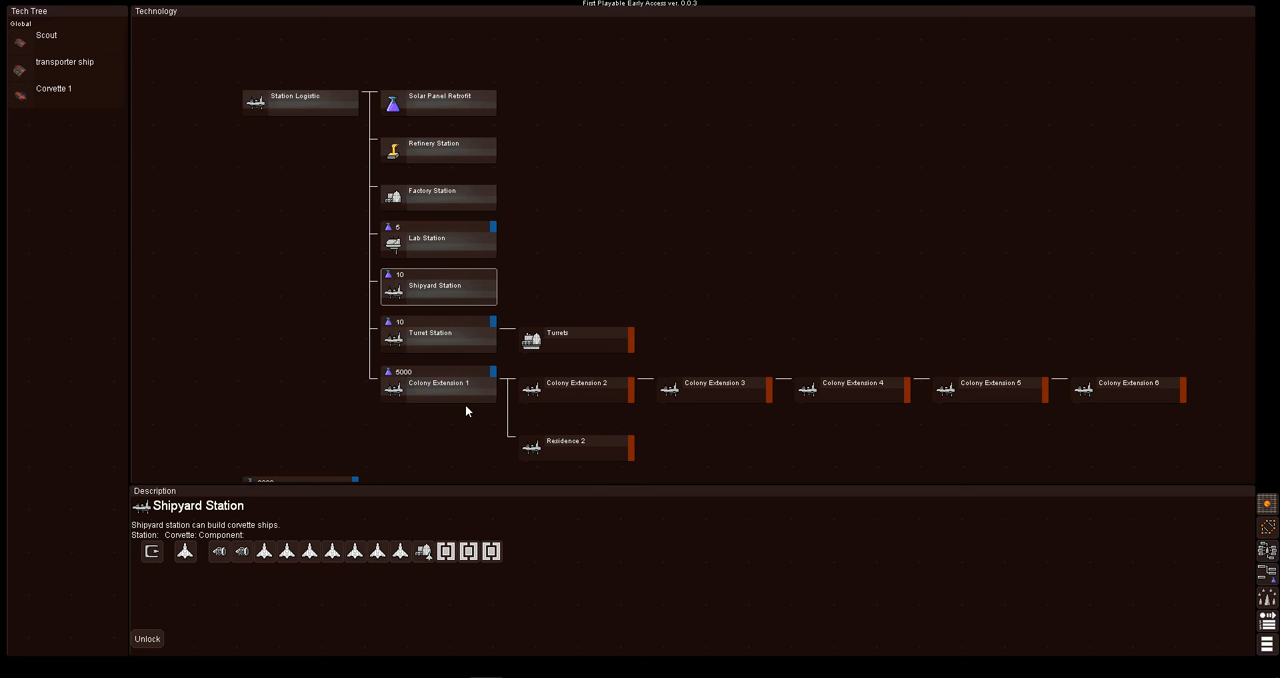 First Playable Early Access ver. 0.0.3
Tech Tree
Technology
Global
Scout
transporter ship
Corvette 1
Station Logistic
Solar Panel Retrofit
Refinery Station
Factory Station
5
Lab Station
10
Shipyard Station
10
Turret Station
Turrets
5000
Colony Extension 1
Colony Extension 2
Colony Extension 3
Colony Extension 4
Colony Extension 5
Colony Extension 6
Residence 2
Description
Shipyard Station
Shipyard station can build corvette ships.
Station: Corvette: Component:
Unlock